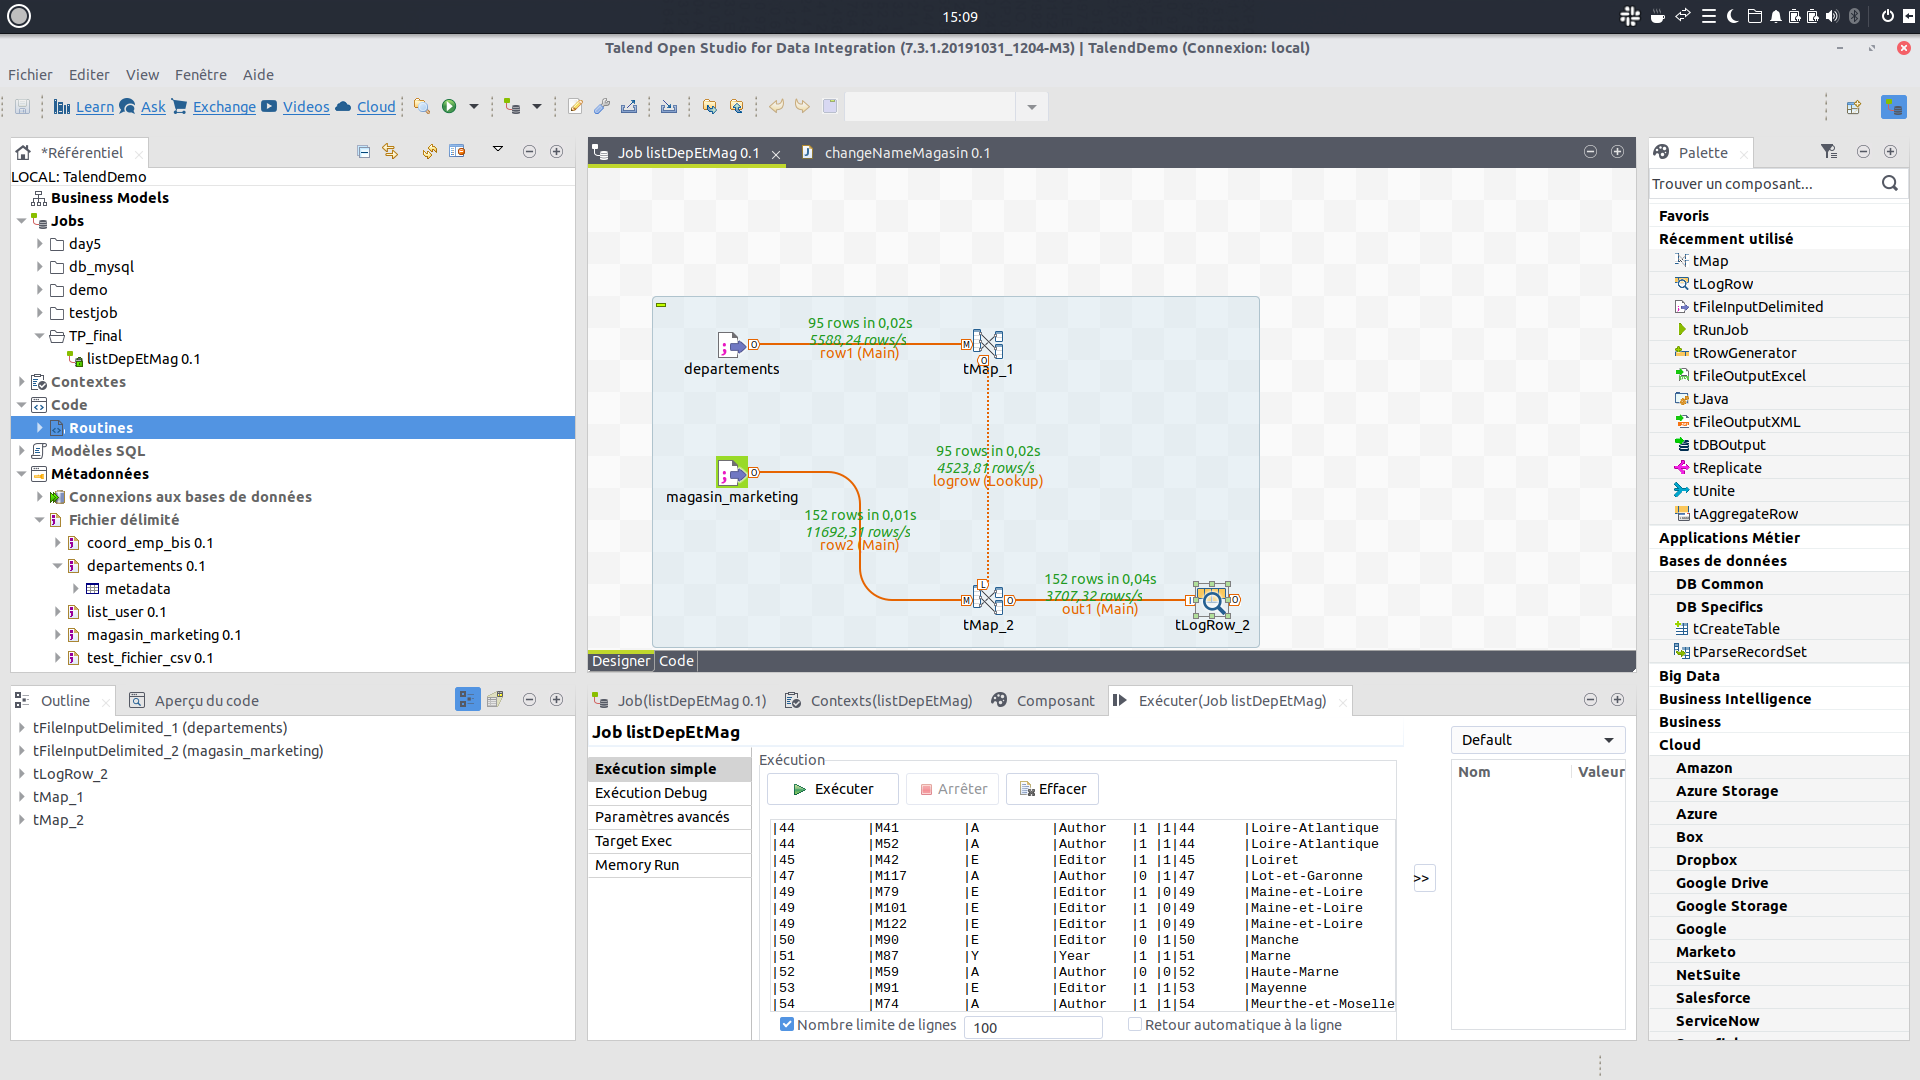 15:09
Talend Open Studio for Data Integration (7.3.1.20191031_1204-M3) | TalendDemo (Connexion: local)
Fichier Editer View Fenêtre Aide
Learn Ask Exchange Videos Cloud
*Référentiel
LOCAL: TalendDemo
Business Models
Jobs
day5
db_mysql
demo
testjob
TP_final
listDepEtMag 0.1
Contextes
Code
Routines
Modèles SQL
Métadonnées
Connexions aux bases de données
Fichier délimité
coord_emp_bis 0.1
departements 0.1
metadata
list_user 0.1
magasin_marketing 0.1
test_fichier_csv 0.1
Job listDepEtMag 0.1 changeNameMagasin 0.1
95 rows in 0,02s
5588,24 rows/s
row1 (Main)
departements
tMap_1
95 rows in 0,02s
4523,81 rows/s
logrow (Lookup)
magasin_marketing
152 rows in 0,01s
11692,31 rows/s
row2 (Main)
152 rows in 0,04s
3707,32 rows/s
out1 (Main)
tMap_2
tLogRow_2
Designer Code
Palette
Trouver un composant...
Favoris
Récemment utilisé
tMap
tLogRow
tFileInputDelimited
tRunJob
tRowGenerator
tFileOutputExcel
tJava
tFileOutputXML
tDBOutput
tReplicate
tUnite
tAggregateRow
Applications Métier
Bases de données
DB Common
DB Specifics
tCreateTable
tParseRecordSet
Big Data
Business Intelligence
Business
Cloud
Amazon
Azure Storage
Azure
Box
Dropbox
Google Drive
Google Storage
Google
Marketo
NetSuite
Salesforce
ServiceNow
Outline Aperçu du code
tFileInputDelimited_1 (departements)
tFileInputDelimited_2 (magasin_marketing)
tLogRow_2
tMap_1
tMap_2
Job(listDepEtMag 0.1) Contexts(listDepEtMag) Composant Exécuter(Job listDepEtMag)
Job listDepEtMag
Exécution simple
Exécution Debug
Paramètres avancés
Target Exec
Memory Run
Exécution
Exécuter Arrêter Effacer
|44 |M41 |A |Author |1 |1|44 |Loire-Atlantique
|44 |M52 |A |Author |1 |1|44 |Loire-Atlantique
|45 |M42 |E |Editor |1 |1|45 |Loiret
|47 |M117 |A |Author |0 |1|47 |Lot-et-Garonne
|49 |M79 |E |Editor |1 |0|49 |Maine-et-Loire
|49 |M101 |E |Editor |1 |0|49 |Maine-et-Loire
|49 |M122 |E |Editor |1 |0|49 |Maine-et-Loire
|50 |M90 |E |Editor |0 |1|50 |Manche
|51 |M87 |Y |Year |1 |1|51 |Marne
|52 |M59 |A |Author |0 |0|52 |Haute-Marne
|53 |M91 |E |Editor |1 |1|53 |Mayenne
|54 |M74 |A |Author |1 |1|54 |Meurthe-et-Moselle
Nombre limite de lignes 100 Retour automatique à la ligne
>>
Default
Nom Valeur